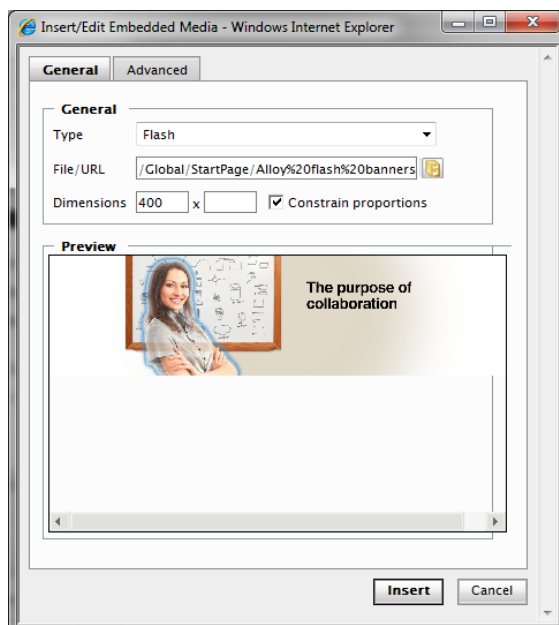 Insert/Edit Embedded Media - Windows Internet Explorer
General Advanced
General
Type Flash
File/URL /Global/StartPage/Alloy%20flash%20banners
Dimensions 400 x Constrain proportions
Preview
The purpose of
collaboration
Insert Cancel